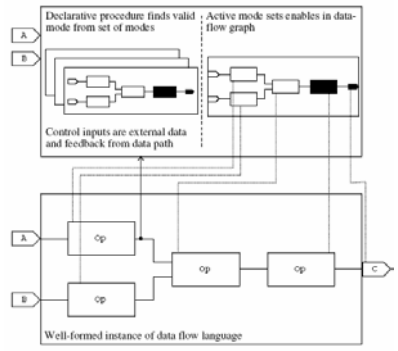 Declarative procedure finds valid
mode from set of modes
Active mode sets enables in data-
flow graph
A
B
Control inputs are external data
and feedback from data path
A
Op
Op
Op
C
B
Op
Well-formed instance of data flow language